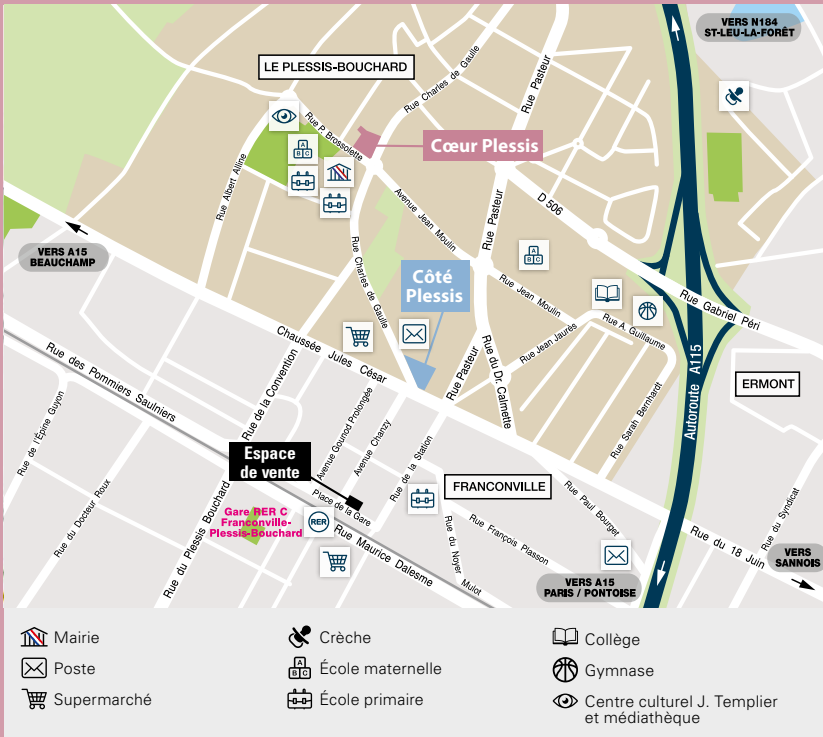 VERS N184
ST-LEU-LA-FORÊT
LE PLESSIS-BOUCHARD
Rue Charles de Gaulle
Rue Pasteur
Rue P. Brossolette
Cœur Plessis
A
B C
Rue Albert Alline
Avenue Jean Moulin
Rue Pasteur
D 506
VERS A15
BEAUCHAMP
Rue Charles de Gaulle
Côté
Plessis
A
B C
Rue Jean Moulin
Rue Gabriel Péri
Rue A. Guillaume
Rue Jean Jaurès
Chaussée Jules César
Rue Pasteur
Rue du Dr. Calmette
Autoroute A115
ERMONT
Rue des Pommiers Saulniers
Rue de la Convention
Rue Sarah Bernhardt
Rue de l'Épine Guyon
Avenue Gounod Prolongée
Avenue Chanzy
Espace
de vente
Rue de la Station
FRANCONVILLE
Rue du Docteur Roux
Rue du Plessis Bouchard
Place de la Gare
Gare RER C
Franconville-
Plessis-Bouchard
RER
Rue Maurice Dalesme
Rue du Noyer
Mulot
Rue François Plasson
Rue Paul Bourget
Rue du 18 Juin
Rue du Syndicat
VERS
SANNOIS
VERS A15
PARIS / PONTOISE
Mairie
Poste
Supermarché
Crèche
A
B C
École maternelle
École primaire
Collège
Gymnase
Centre culturel J. Templier
et médiathèque